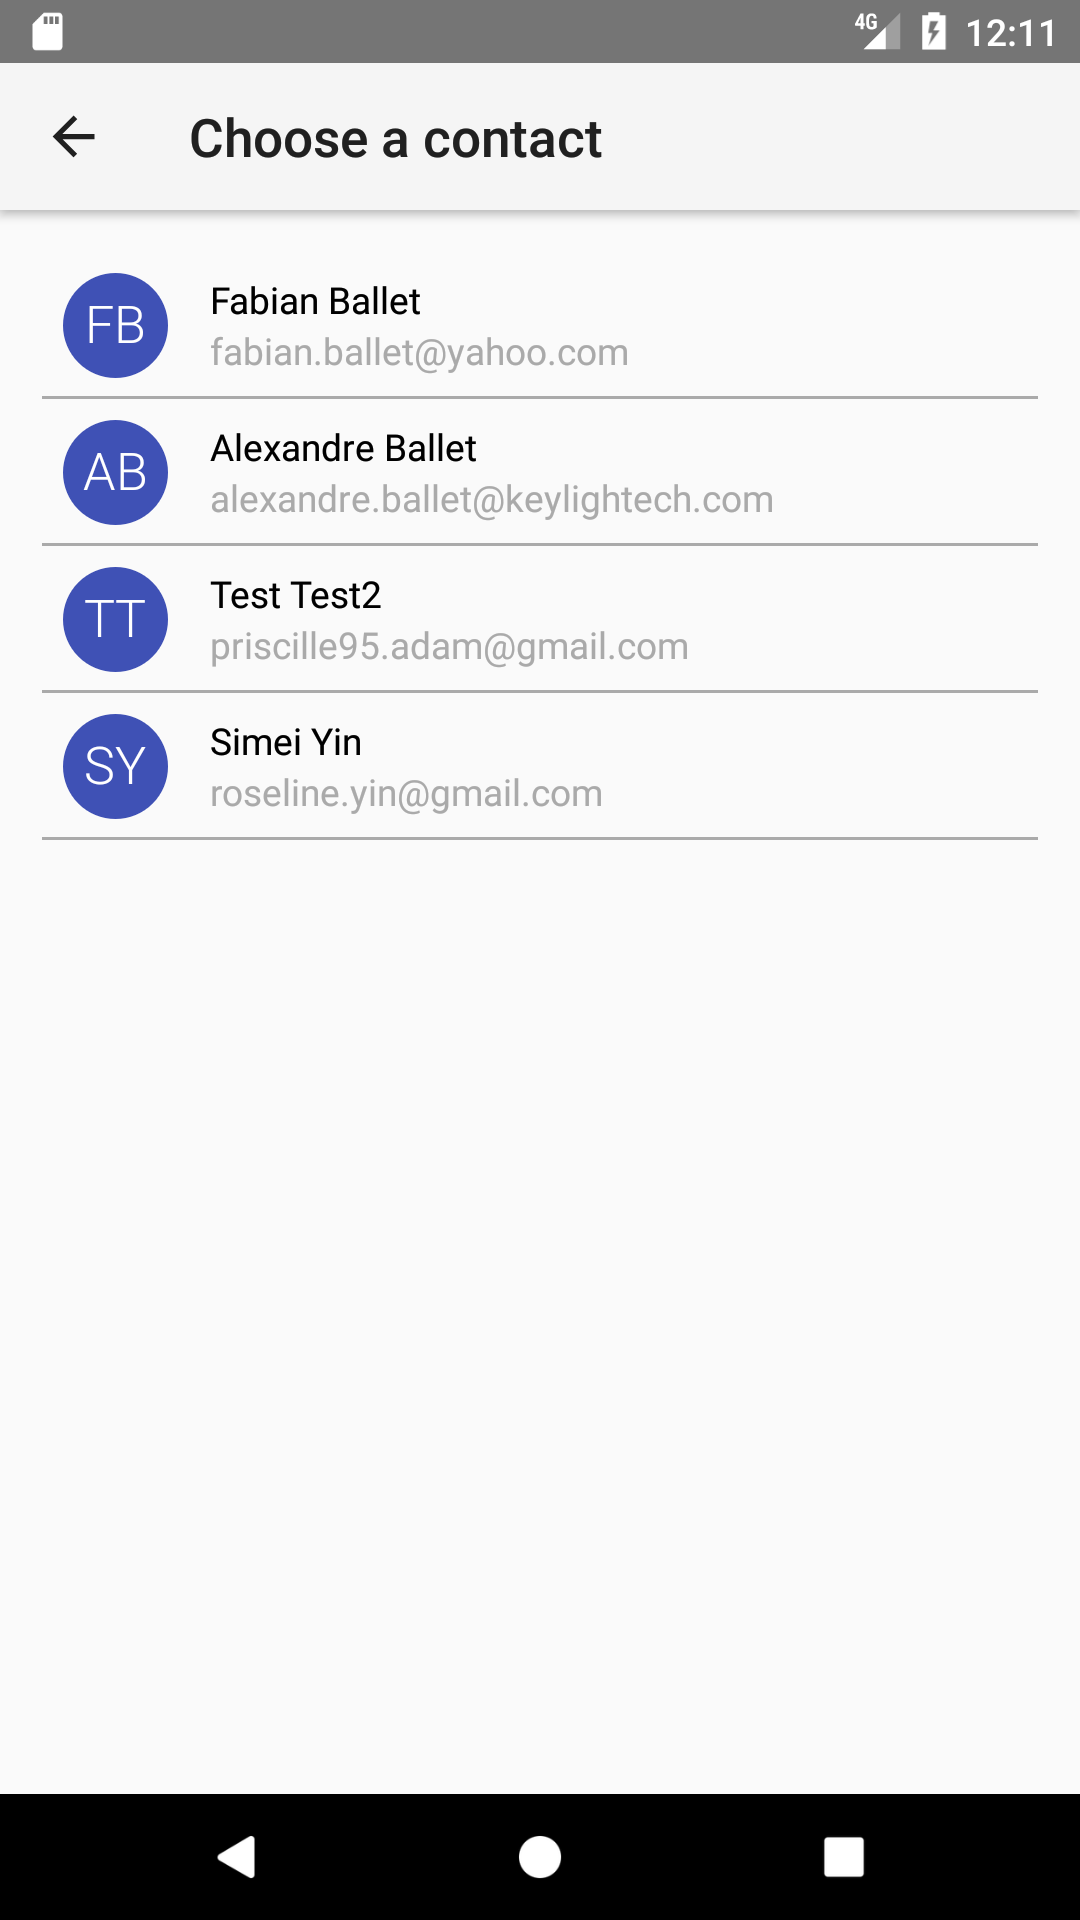 4G 12:11
Choose a contact
FB
Fabian Ballet
fabian.ballet@yahoo.com
AB
Alexandre Ballet
alexandre.ballet@keylightech.com
TT
Test Test2
priscille95.adam@gmail.com
SY
Simei Yin
roseline.yin@gmail.com